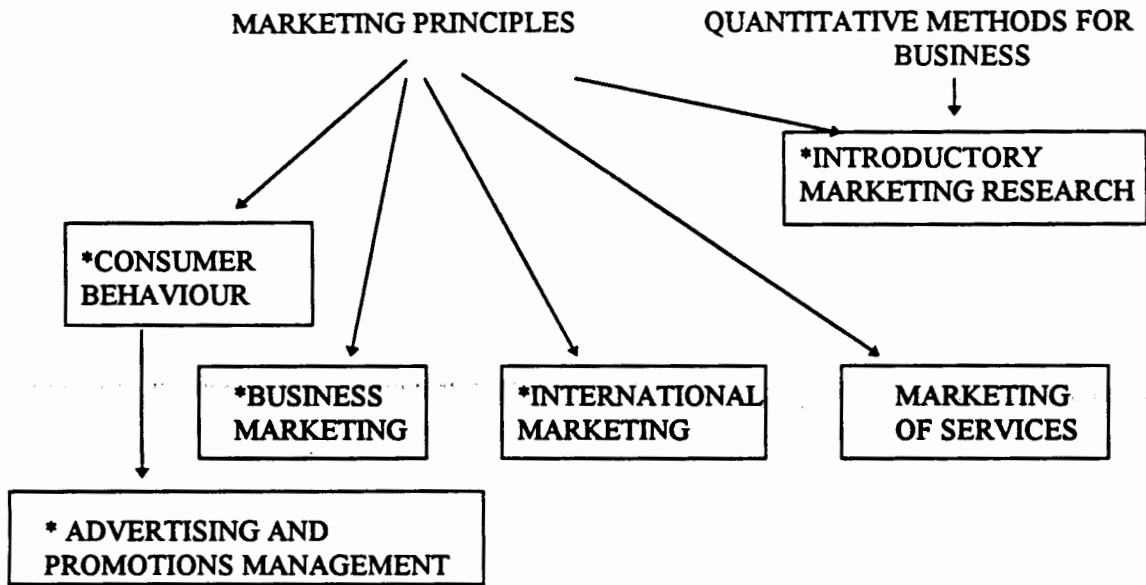 MARKETING PRINCIPLES
QUANTITATIVE METHODS FOR
BUSINESS
*INTRODUCTORY
MARKETING RESEARCH
*CONSUMER
BEHAVIOUR
*BUSINESS
MARKETING
*INTERNATIONAL
MARKETING
MARKETING
OF SERVICES
* ADVERTISING AND
PROMOTIONS MANAGEMENT